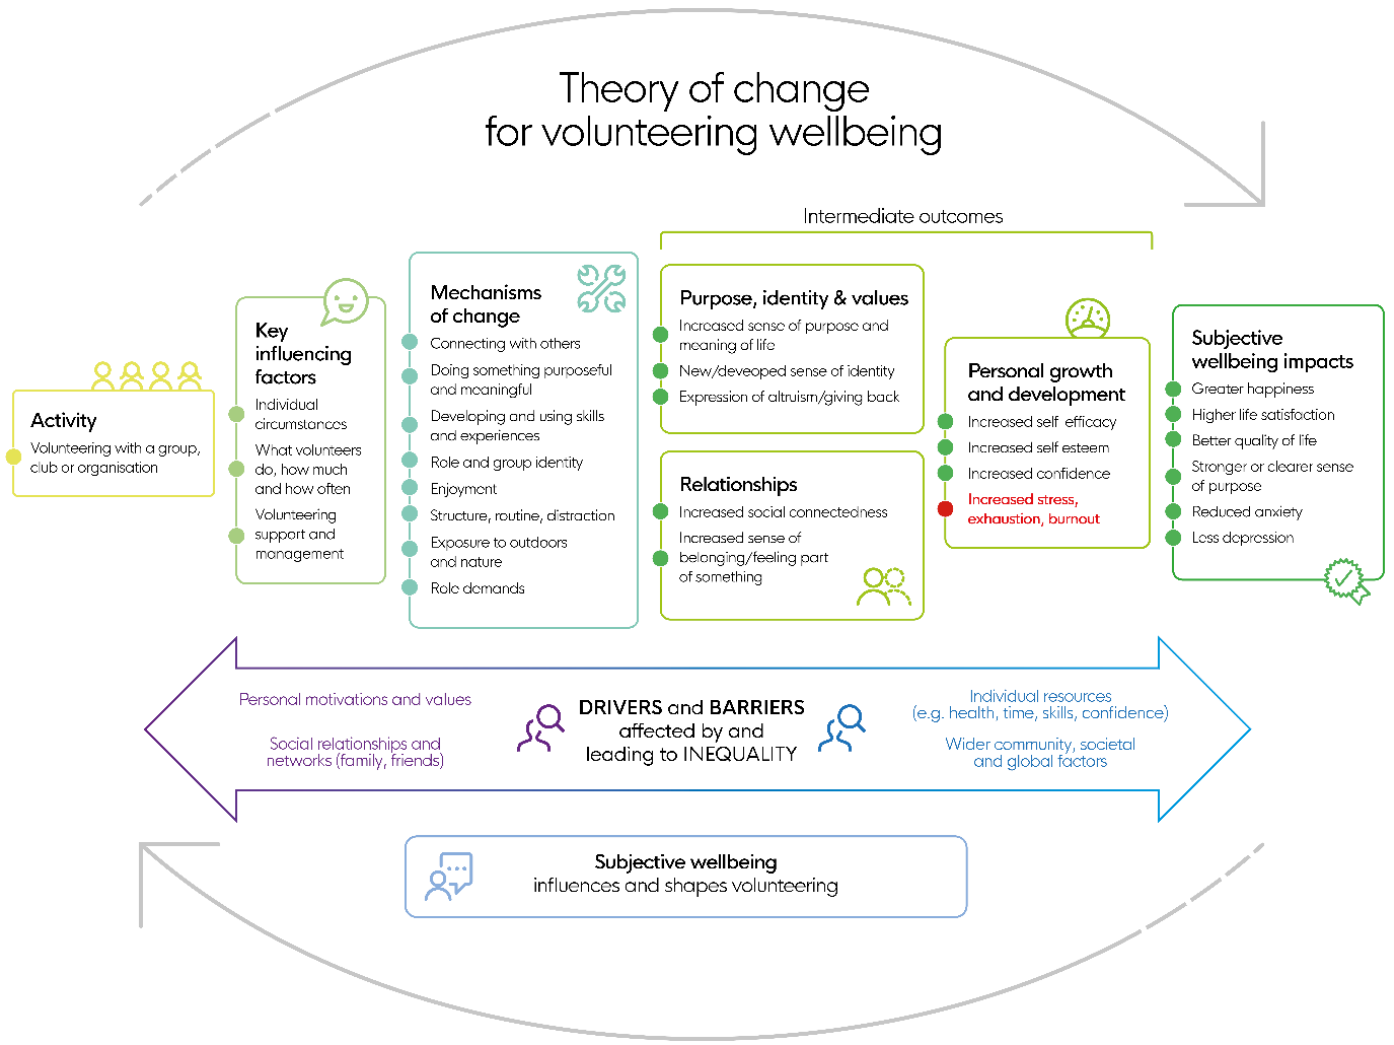 Theory of change
for volunteering wellbeing
Intermediate outcomes
Activity
Volunteering with a group,
club or organisation
Key
influencing
factors
Individual
circumstances
What volunteers
do, how much
and how often
Volunteering
support and
management
Mechanisms
of change
Connecting with others
Doing something purposeful
and meaningful
Developing and using skills
and experiences
Role and group identity
Enjoyment
Structure, routine, distraction
Exposure to outdoors
and nature
Role demands
Purpose, identity & values
Increased sense of purpose and
meaning of life
New/deveoped sense of identity
Expression of altruism/giving back
Relationships
Increased social connectedness
Increased sense of
belonging/feeling part
of something
Personal growth
and development
Increased self efficacy
Increased self esteem
Increased confidence
Increased stress,
exhaustion, burnout
Subjective
wellbeing impacts
Greater happiness
Higher life satisfaction
Better quality of life
Stronger or clearer sense
of purpose
Reduced anxiety
Less depression
Personal motivations and values
Social relationships and
networks (family, friends)
DRIVERS and BARRIERS
affected by and
leading to INEQUALITY
Individual resources
(e.g. health, time, skills, confidence)
Wider community, societal
and global factors
Subjective wellbeing
influences and shapes volunteering